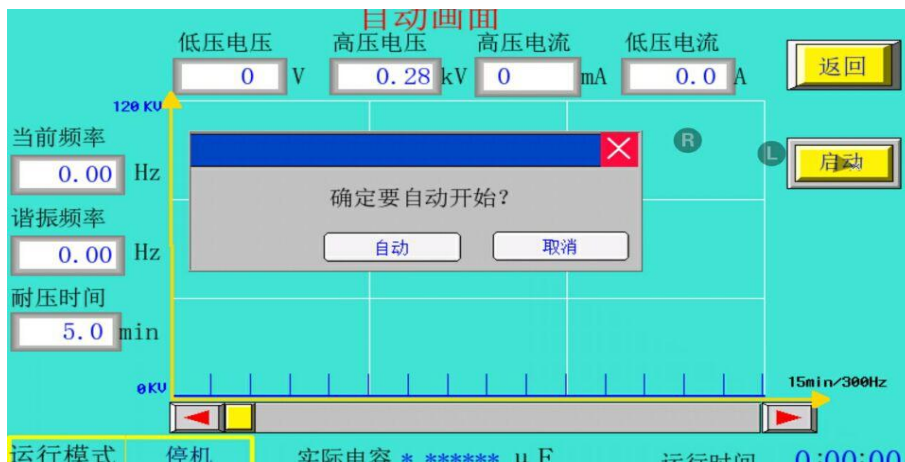 自动画面
低压电压 高压电压 高压电流 低压电流
0 V 0.28 kV 0 mA 0.0 A
返回
120 KV
当前频率
0.00 Hz
R
L
启动
确定要自动开始?
谐振频率
自动 取消
0.00 Hz
耐压时间
5.0 min
0KV
15min/300Hz
运行模式 停机 实际电容 *.****** μF 运行时间 0:00:00